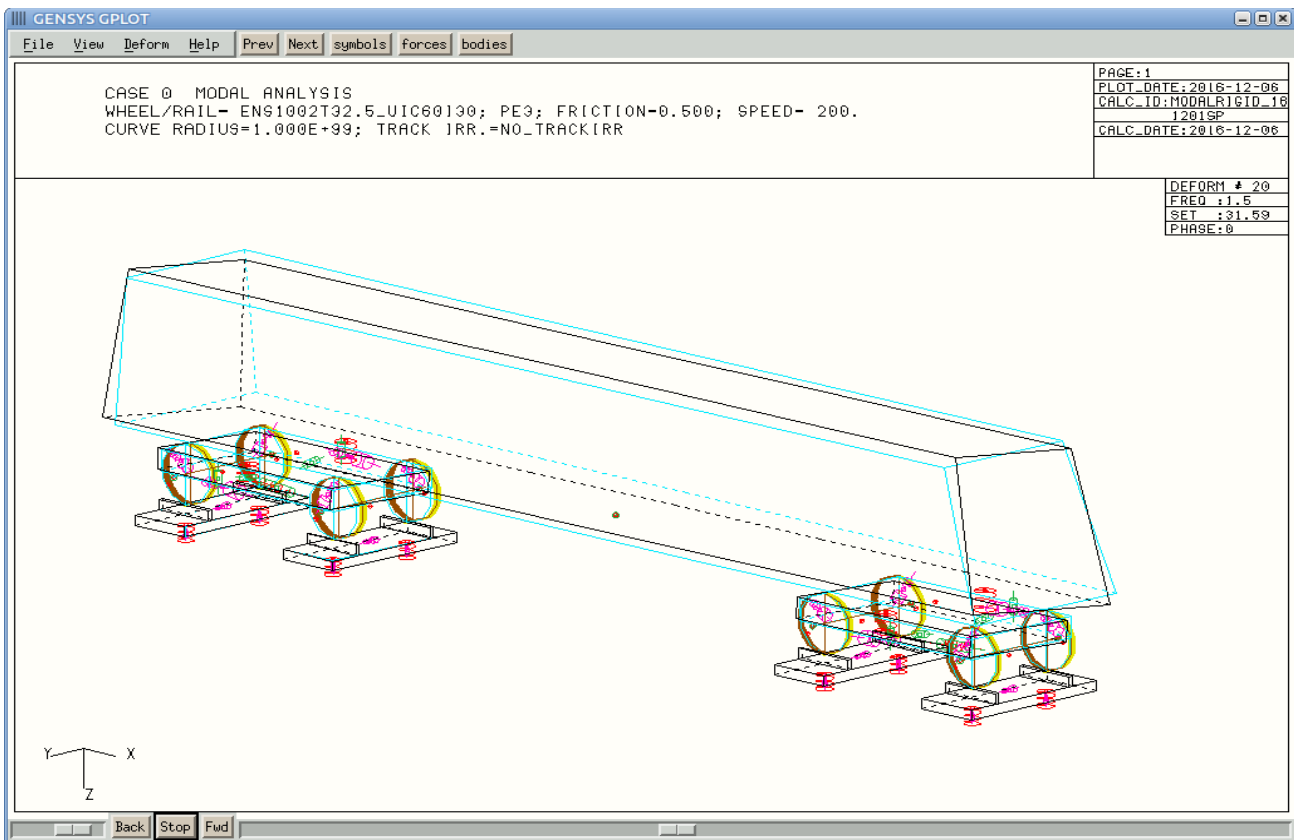 GENSYS GPLOT
File View Deform Help Prev Next symbols forces bodies
CASE 0 MODAL ANALYSIS
WHEEL/RAIL- ENS1002T32.5_UIC60I30; PE3; FRICTION=0.500; SPEED- 200.
CURVE RADIUS=1.000E+99; TRACK IRR.=NO_TRACKIRR
PAGE:1
PLOT_DATE:2016-12-06
CALC_ID:MODALRIGID_16
1201SP
CALC_DATE:2016-12-06
DEFORM # 20
FREQ :1.5
SET :31.59
PHASE:0
Y X
Z
Back Stop Fwd